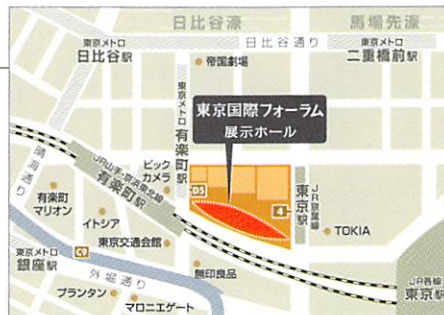 日比谷濠
馬場先濠
東京メトロ
日比谷駅
日比谷通り
東京メトロ
二重橋前駅
帝国劇場
東京メトロ
有楽町駅
東京国際フォーラム
展示ホール
晴海通り
JR山手・京浜東北線
有楽町駅
ビック
カメラ
D5
4
JR京葉線
東京駅
有楽町
マリオン
イトシア
TOKIA
東京交通会館
東京メトロ
銀座駅
C9
外堀通り
無印良品
プランタン
マロニエゲート
JR各線
東京駅